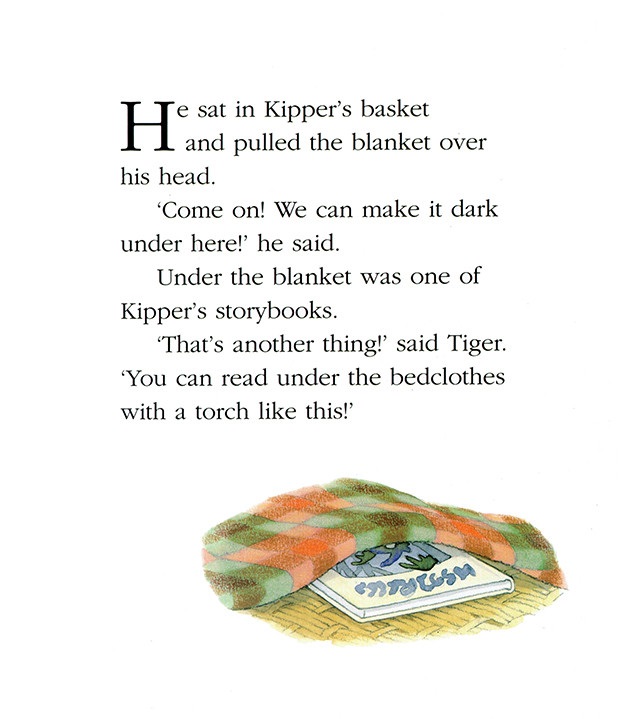 He sat in Kipper’s basket
and pulled the blanket over
his head.
‘Come on! We can make it dark
under here!’ he said.
Under the blanket was one of
Kipper’s storybooks.
‘That’s another thing!’ said Tiger.
‘You can read under the bedclothes
with a torch like this!’